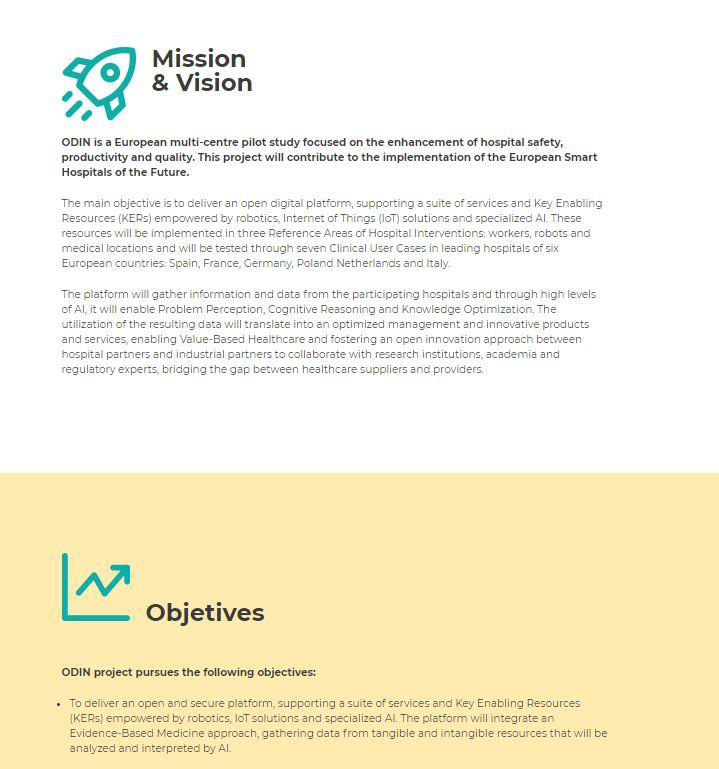 Mission
& Vision
ODIN is a European multi-centre pilot study focused on the enhancement of hospital safety,
productivity and quality. This project will contribute to the implementation of the European Smart
Hospitals of the Future.
The main objective is to deliver an open digital platform, supporting a suite of services and Key Enabling
Resources (KERs) empowered by robotics, Internet of Things (IoT) solutions and specialized AI. These
resources will be implemented in three Reference Areas of Hospital Interventions: workers, robots and
medical locations and will be tested through seven Clinical User Cases in leading hospitals of six
European countries: Spain, France, Germany, Poland Netherlands and Italy.
The platform will gather information and data from the participating hospitals and through high levels
of AI, it will enable Problem Perception, Cognitive Reasoning and Knowledge Optimization. The
utilization of the resulting data will translate into an optimized management and innovative products
and services, enabling Value-Based Healthcare and fostering an open innovation approach between
hospital partners and industrial partners to collaborate with research institutions, academia and
regulatory experts, bridging the gap between healthcare suppliers and providers.
Objetives
ODIN project pursues the following objectives:
• To deliver an open and secure platform, supporting a suite of services and Key Enabling Resources
(KERs) empowered by robotics, IoT solutions and specialized AI. The platform will integrate an
Evidence-Based Medicine approach, gathering data from tangible and intangible resources that will be
analyzed and interpreted by AI.